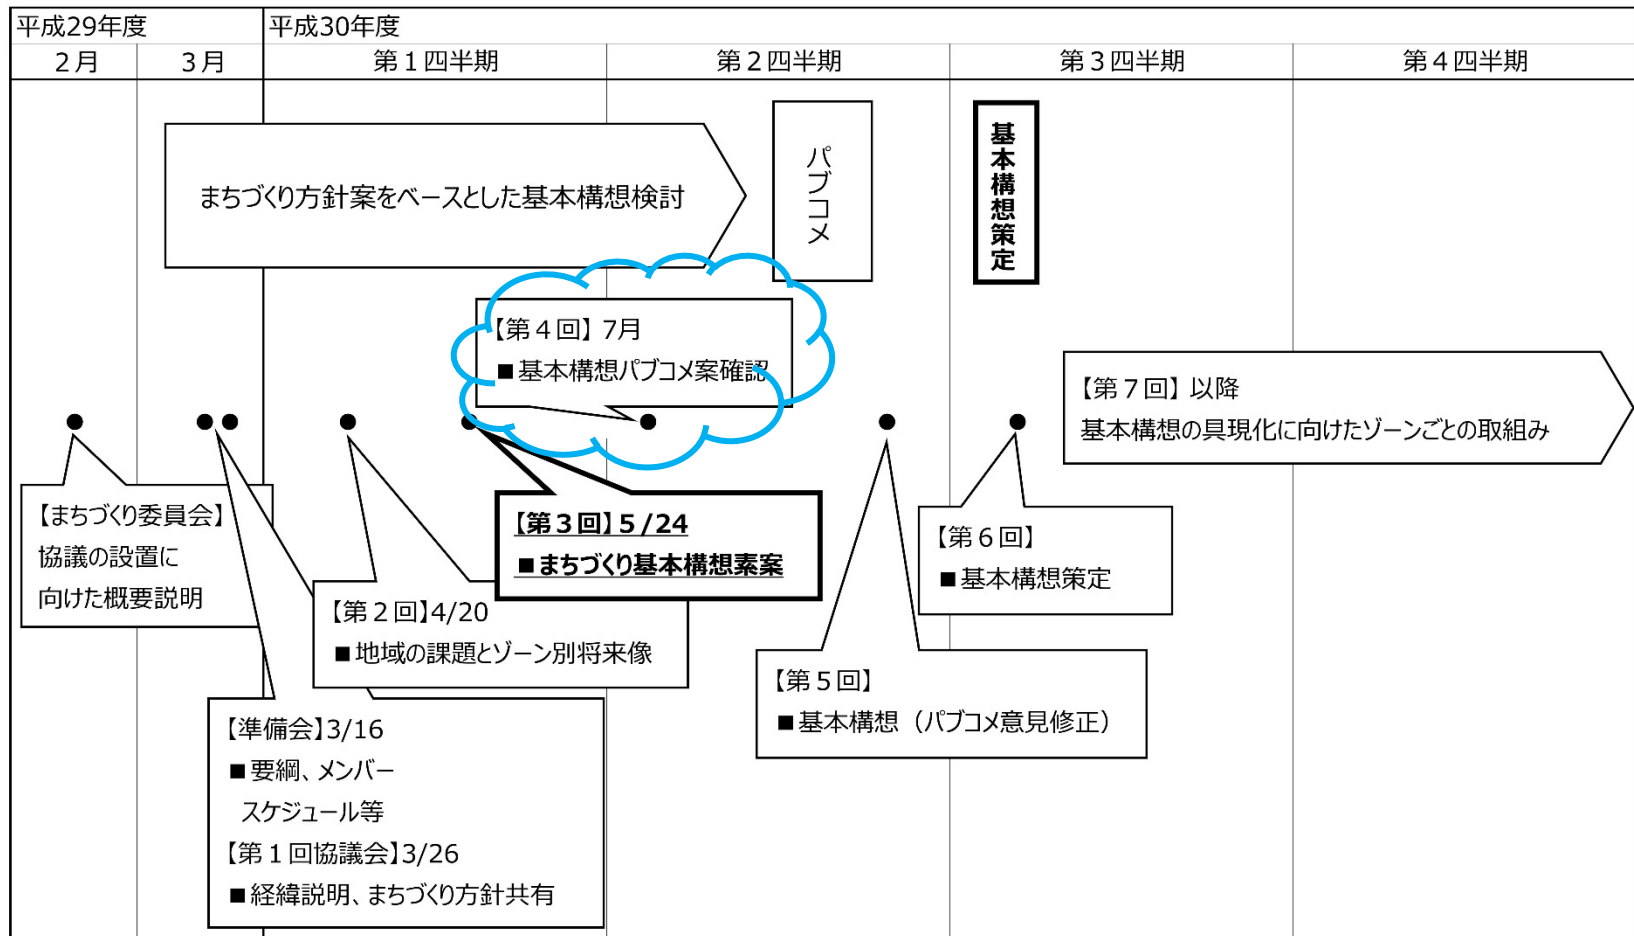 平成29年度
平成30年度
2月
3月
第1四半期
第2四半期
第3四半期
第4四半期
まちづくり方針案をベースとした基本構想検討
パブコメ
基本構想策定
【第4回】 7月
■ 基本構想パブコメ案確認
【第7回】 以降
基本構想の具現化に向けたゾーンごとの取組み
【まちづくり委員会】
協議の設置に
向けた概要説明
【第3回】 5/24
■ まちづくり基本構想素案
【第6回】
■ 基本構想策定
【第2回】4/20
■ 地域の課題とゾーン別将来像
【第5回】
■ 基本構想（パブコメ意見修正）
【準備会】3/16
■ 要綱、メンバー
スケジュール等
【第1回協議会】3/26
■ 経緯説明、まちづくり方針共有